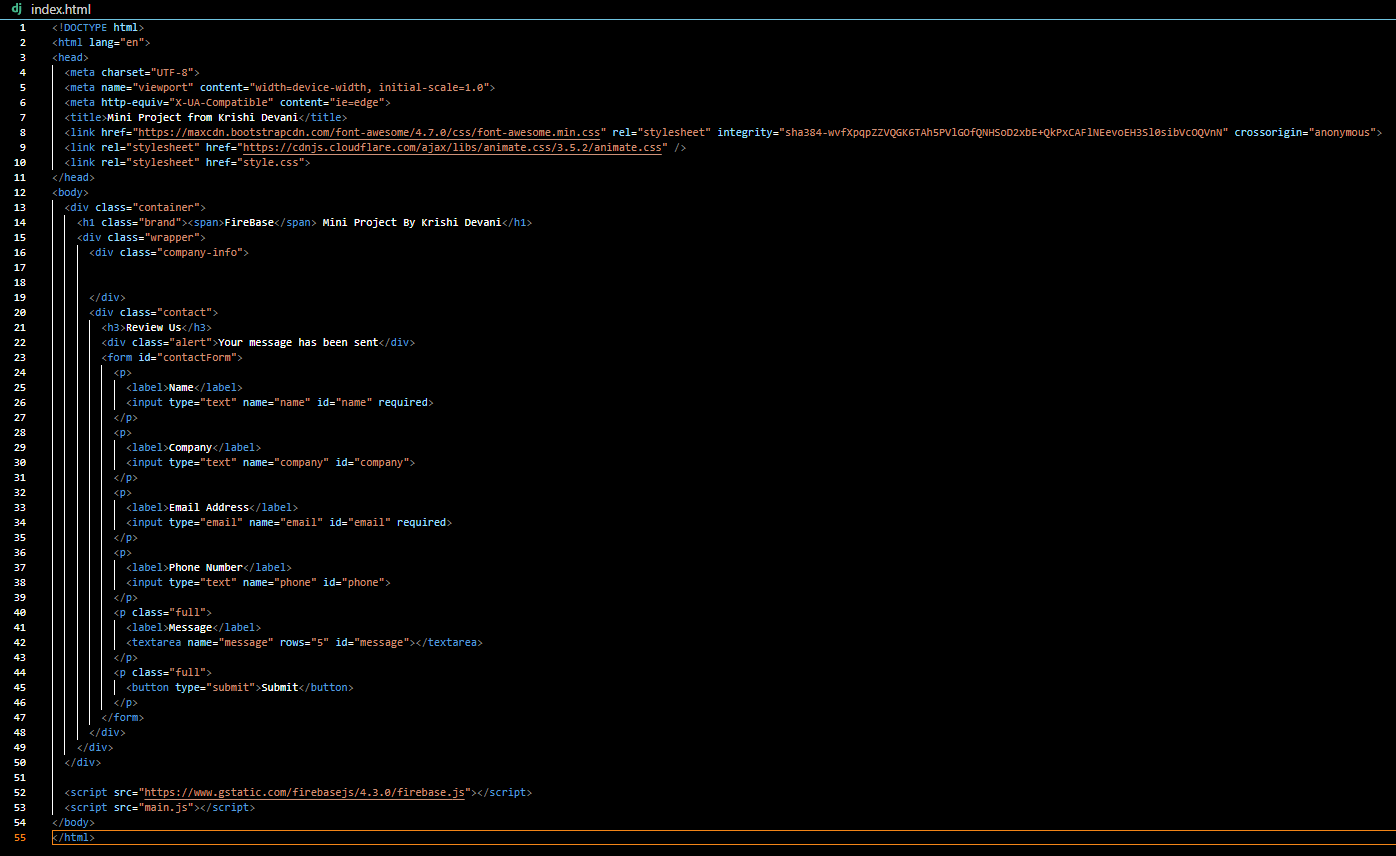 dj index.html
1 <!DOCTYPE html>
2 <html lang="en">
3 <head>
4 <meta charset="UTF-8">
5 <meta name="viewport" content="width=device-width, initial-scale=1.0">
6 <meta http-equiv="X-UA-Compatible" content="ie=edge">
7 <title>Mini Project from Krishi Devani</title>
8 <link href="https://maxcdn.bootstrapcdn.com/font-awesome/4.7.0/css/font-awesome.min.css" rel="stylesheet" integrity="sha384-wvfXpqpZZVQGK6TAh5PVlGOfQNHSoD2xbE+QkPxCAFlNEevoEH3Sl0sibVcOQVnN" crossorigin="anonymous">
9 <link rel="stylesheet" href="https://cdnjs.cloudflare.com/ajax/libs/animate.css/3.5.2/animate.css" />
10 <link rel="stylesheet" href="style.css">
11 </head>
12 <body>
13 <div class="container">
14 <h1 class="brand"><span>FireBase</span> Mini Project By Krishi Devani</h1>
15 <div class="wrapper">
16 <div class="company-info">
17
18
19 </div>
20 <div class="contact">
21 <h3>Review Us</h3>
22 <div class="alert">Your message has been sent</div>
23 <form id="contactForm">
24 <p>
25 <label>Name</label>
26 <input type="text" name="name" id="name" required>
27 </p>
28 <p>
29 <label>Company</label>
30 <input type="text" name="company" id="company">
31 </p>
32 <p>
33 <label>Email Address</label>
34 <input type="email" name="email" id="email" required>
35 </p>
36 <p>
37 <label>Phone Number</label>
38 <input type="text" name="phone" id="phone">
39 </p>
40 <p class="full">
41 <label>Message</label>
42 <textarea name="message" rows="5" id="message"></textarea>
43 </p>
44 <p class="full">
45 <button type="submit">Submit</button>
46 </p>
47 </form>
48 </div>
49 </div>
50 </div>
51
52 <script src="https://www.gstatic.com/firebasejs/4.3.0/firebase.js"></script>
53 <script src="main.js"></script>
54 </body>
55 </html>